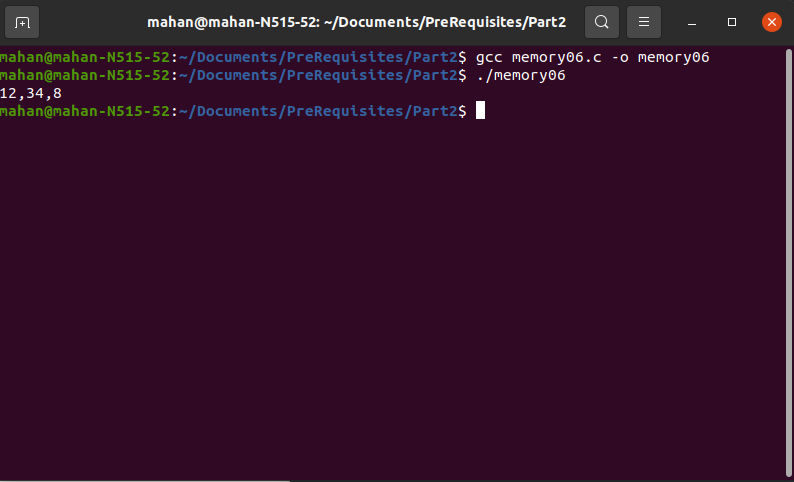 mahan@mahan-N515-52: ~/Documents/PreRequisites/Part2
mahan@mahan-N515-52:~/Documents/PreRequisites/Part2$ gcc memory06.c -o memory06
mahan@mahan-N515-52:~/Documents/PreRequisites/Part2$ ./memory06
12,34,8
mahan@mahan-N515-52:~/Documents/PreRequisites/Part2$